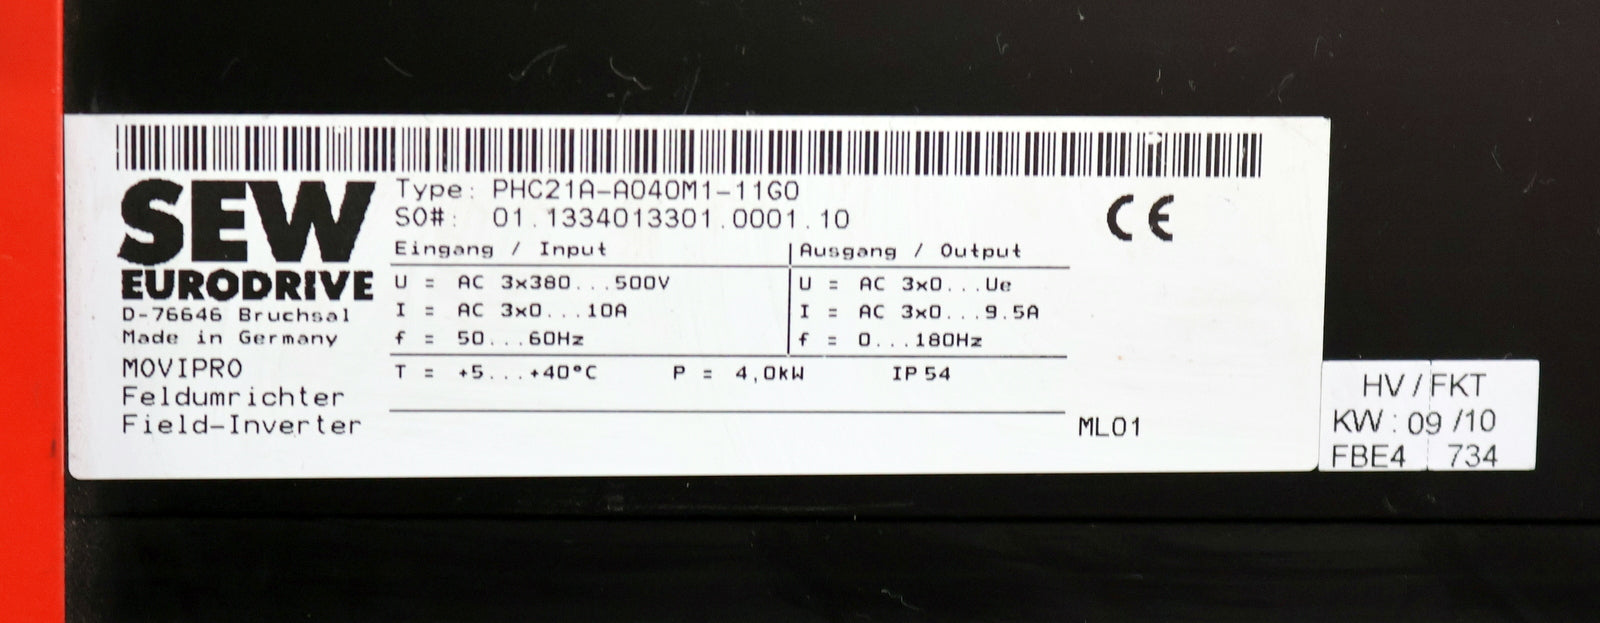 SEW
EURODRIVE
D-76646 Bruchsal
Made in Germany
MOVIPRO
Feldumrichter
Field-Inverter
Type: PHC21A-A040M1-11G0
SO#: 01.1334013301.0001.10
Eingang / Input
U = AC 3x380...500V
I = AC 3x0...10A
f = 50...60Hz
Ausgang / Output
U = AC 3x0...Ue
I = AC 3x0...9.5A
f = 0...180Hz
T = +5...+40°C P = 4,0kW IP54
CE
ML01
HV / FKT
KW : 09 /10
FBE4 734